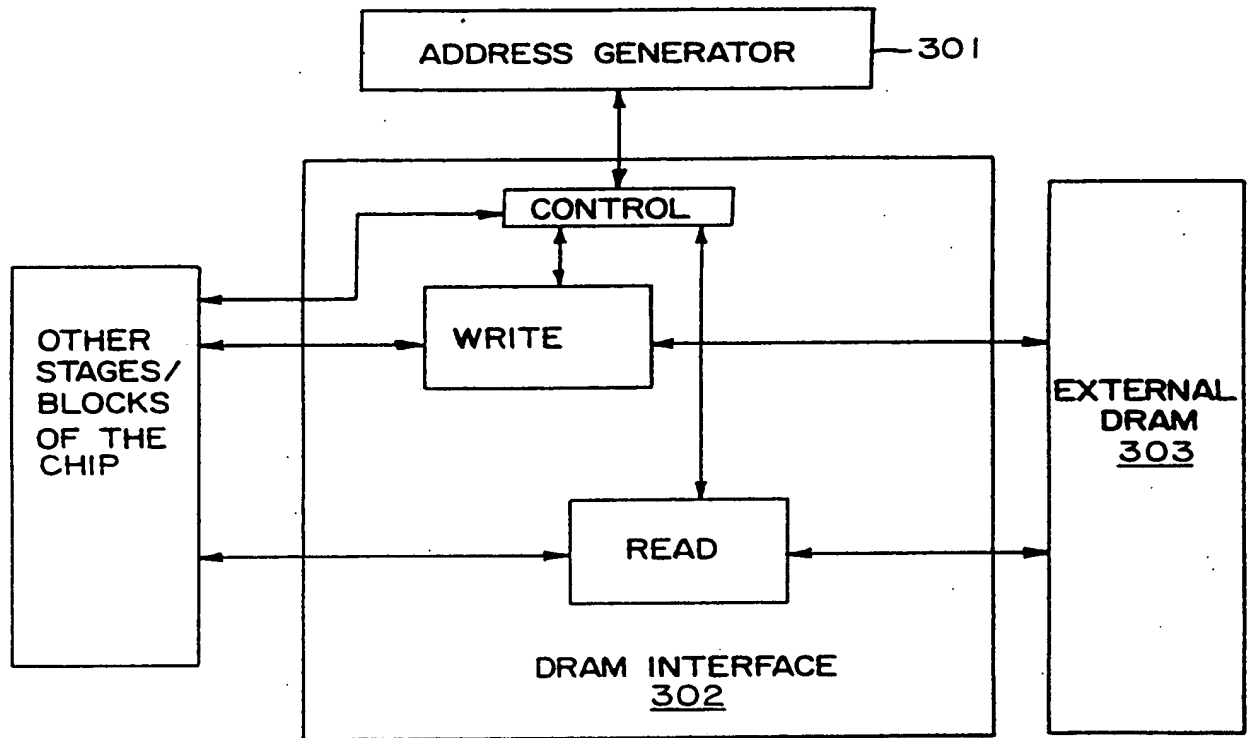 ADDRESS GENERATOR
301
CONTROL
WRITE
OTHER
STAGES/
BLOCKS
OF THE
CHIP
EXTERNAL
DRAM
303
READ
DRAM INTERFACE
302